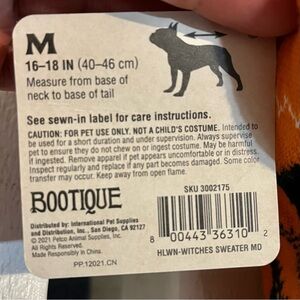 M
16–18 IN (40–46 cm)
Measure from base of
neck to base of tail
See sewn-in label for care instructions.
CAUTION: FOR PET USE ONLY. NOT A CHILD'S COSTUME. Intended to
be used for a short duration and under supervision. Always supervise
pet to ensure they do not chew on or ingest costume. May be harmful
if ingested. Remove apparel if pet appears uncomfortable or in distress.
Inspect regularly and replace if any part becomes damaged. Some color
transfer may occur. Keep away from open flame.
BOOTIQUE
Distributed by: International Pet Supplies
and Distribution, Inc., San Diego, CA 92127
© 2021 Petco Animal Supplies, Inc.
All Rights Reserved.
Made Responsibly in China.
PP.12021.CN
SKU 3002175
8 00443 36310 2
HLWN-WITCHES SWEATER MD